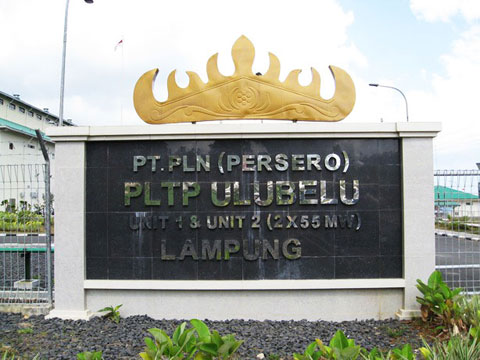 PT.PLN (PERSERO)
PLTP ULUBELU
UNIT 1 & UNIT 2 (2X55 MW)
LAMPUNG